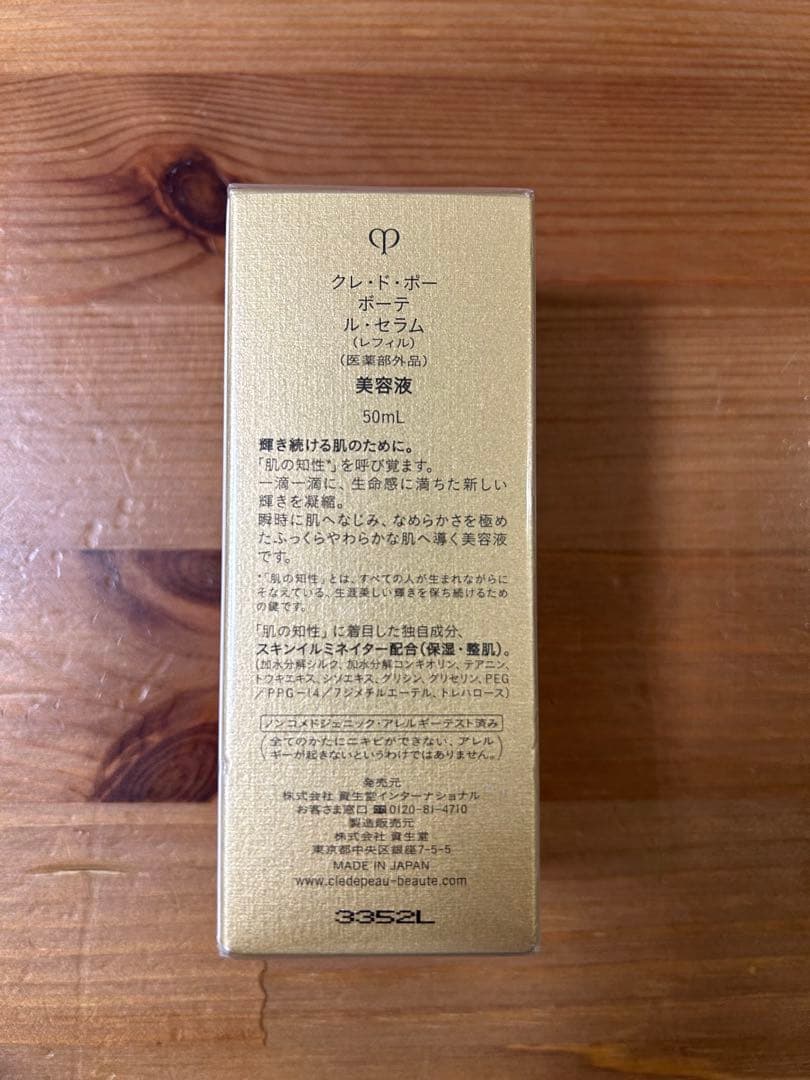 クレ・ド・ポー
ボーテ
ル・セラム
（レフィル）
（医薬部外品）
美容液
50mL
輝き続ける肌のために。
「肌の知性*」を呼び覚ます。
一滴一滴に、生命感に満ちた新しい
輝きを凝縮。
瞬時に肌へなじみ、なめらかさを極め
たふっくらやわらかな肌へ導く美容液
です。
*「肌の知性」とは、すべての人が生まれながらに
そなえている、生涯美しい輝きを保ち続けるため
の鍵です。
「肌の知性」に着目した独自成分、
スキンイルミネイター配合（保湿・整肌）。
（加水分解シルク、加水分解コンキオリン、テアニン、
トウキエキス、シソエキス、グリシン、グリセリン、PEG
／PPG－14／7ジメチルエーテル、トレハロース）
ノンコメドジェニック・アレルギーテスト済み
（全てのかたにニキビができない、アレル
ギーが起きないというわけではありません。）
発売元
株式会社 資生堂インターナショナル
お客さま窓口 0120-81-4710
製造販売元
株式会社 資生堂
東京都中央区銀座7-5-5
MADE IN JAPAN
www.cledepeau-beaute.com
3352L